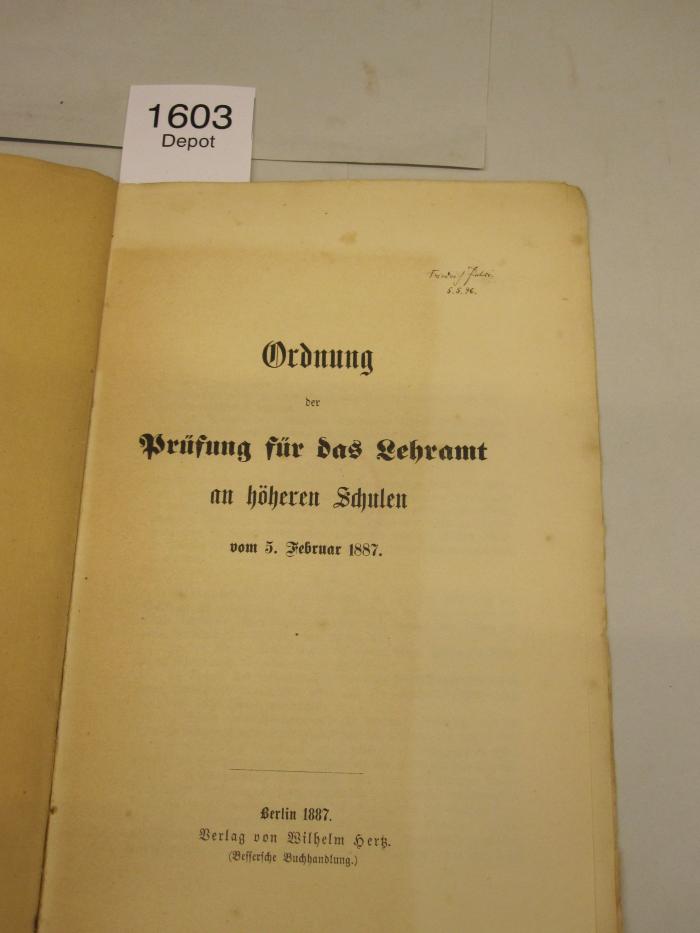 1603
Depot
Friedrich
5.5.96.
Ordnung
der
Prüfung für das Lehramt
an höheren Schulen
vom 5. Februar 1887.
Berlin 1887.
Verlag von Wilhelm Hertz.
(Bessersche Buchhandlung.)